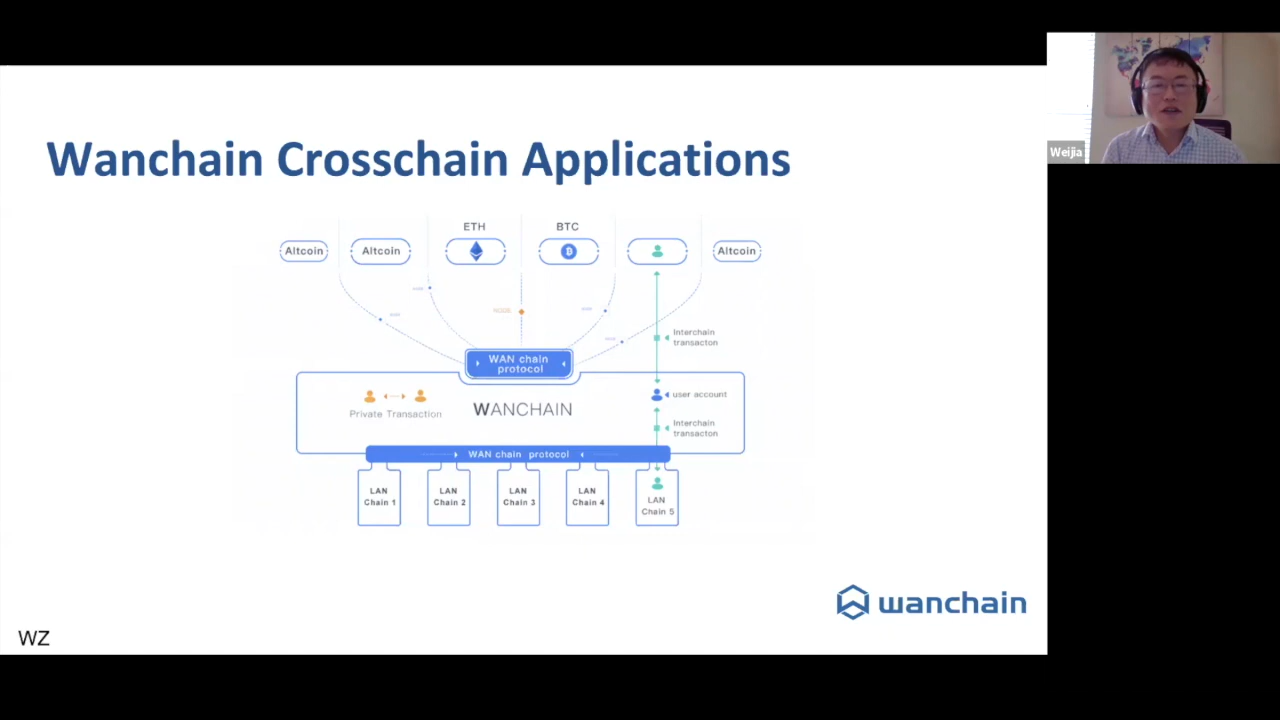 Weijia
Wanchain Crosschain Applications
ETH
BTC
Altcoin
Altcoin
Altcoin
NODE
Interchain
transacton
WAN chain
protocol
user account
Private Transaction
WANCHAIN
Interchain
transacton
WAN chain protocol
LAN
Chain 1
LAN
Chain 2
LAN
Chain 3
LAN
Chain 4
LAN
Chain 5
wanchain
WZ